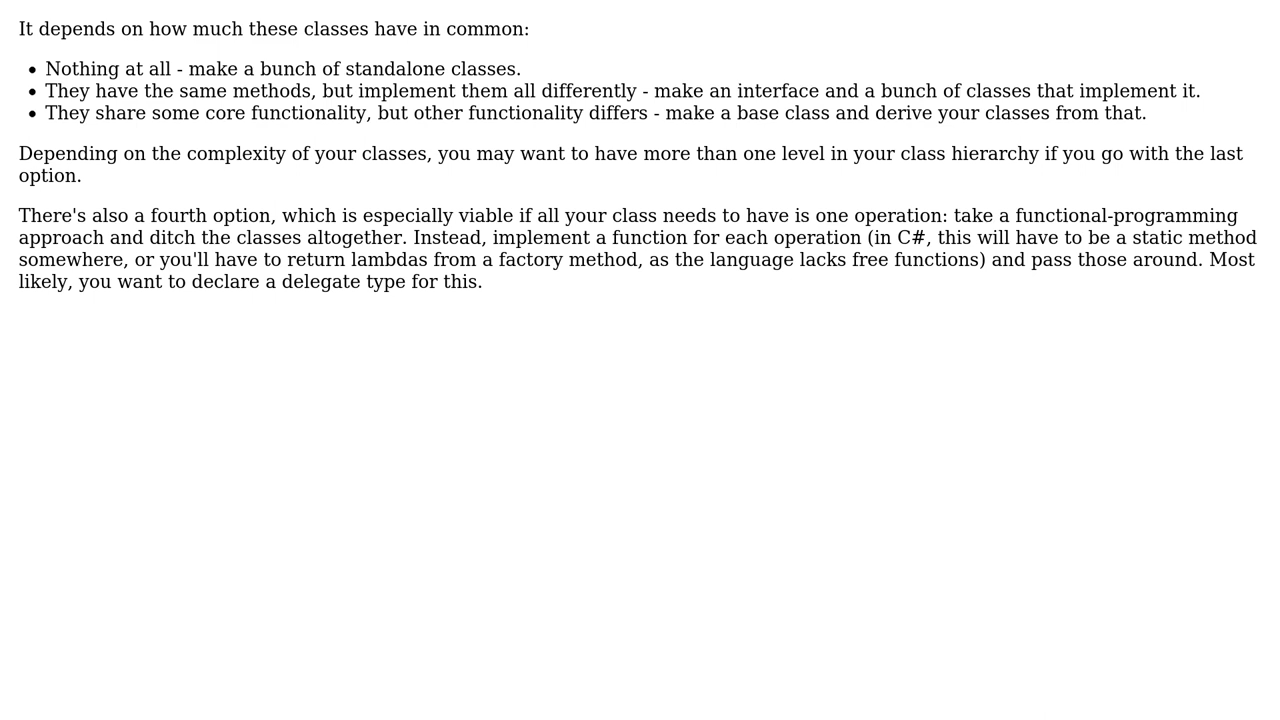 It depends on how much these classes have in common:
• Nothing at all - make a bunch of standalone classes.
• They have the same methods, but implement them all differently - make an interface and a bunch of classes that implement it.
• They share some core functionality, but other functionality differs - make a base class and derive your classes from that.
Depending on the complexity of your classes, you may want to have more than one level in your class hierarchy if you go with the last
option.
There's also a fourth option, which is especially viable if all your class needs to have is one operation: take a functional-programming
approach and ditch the classes altogether. Instead, implement a function for each operation (in C#, this will have to be a static method
somewhere, or you'll have to return lambdas from a factory method, as the language lacks free functions) and pass those around. Most
likely, you want to declare a delegate type for this.